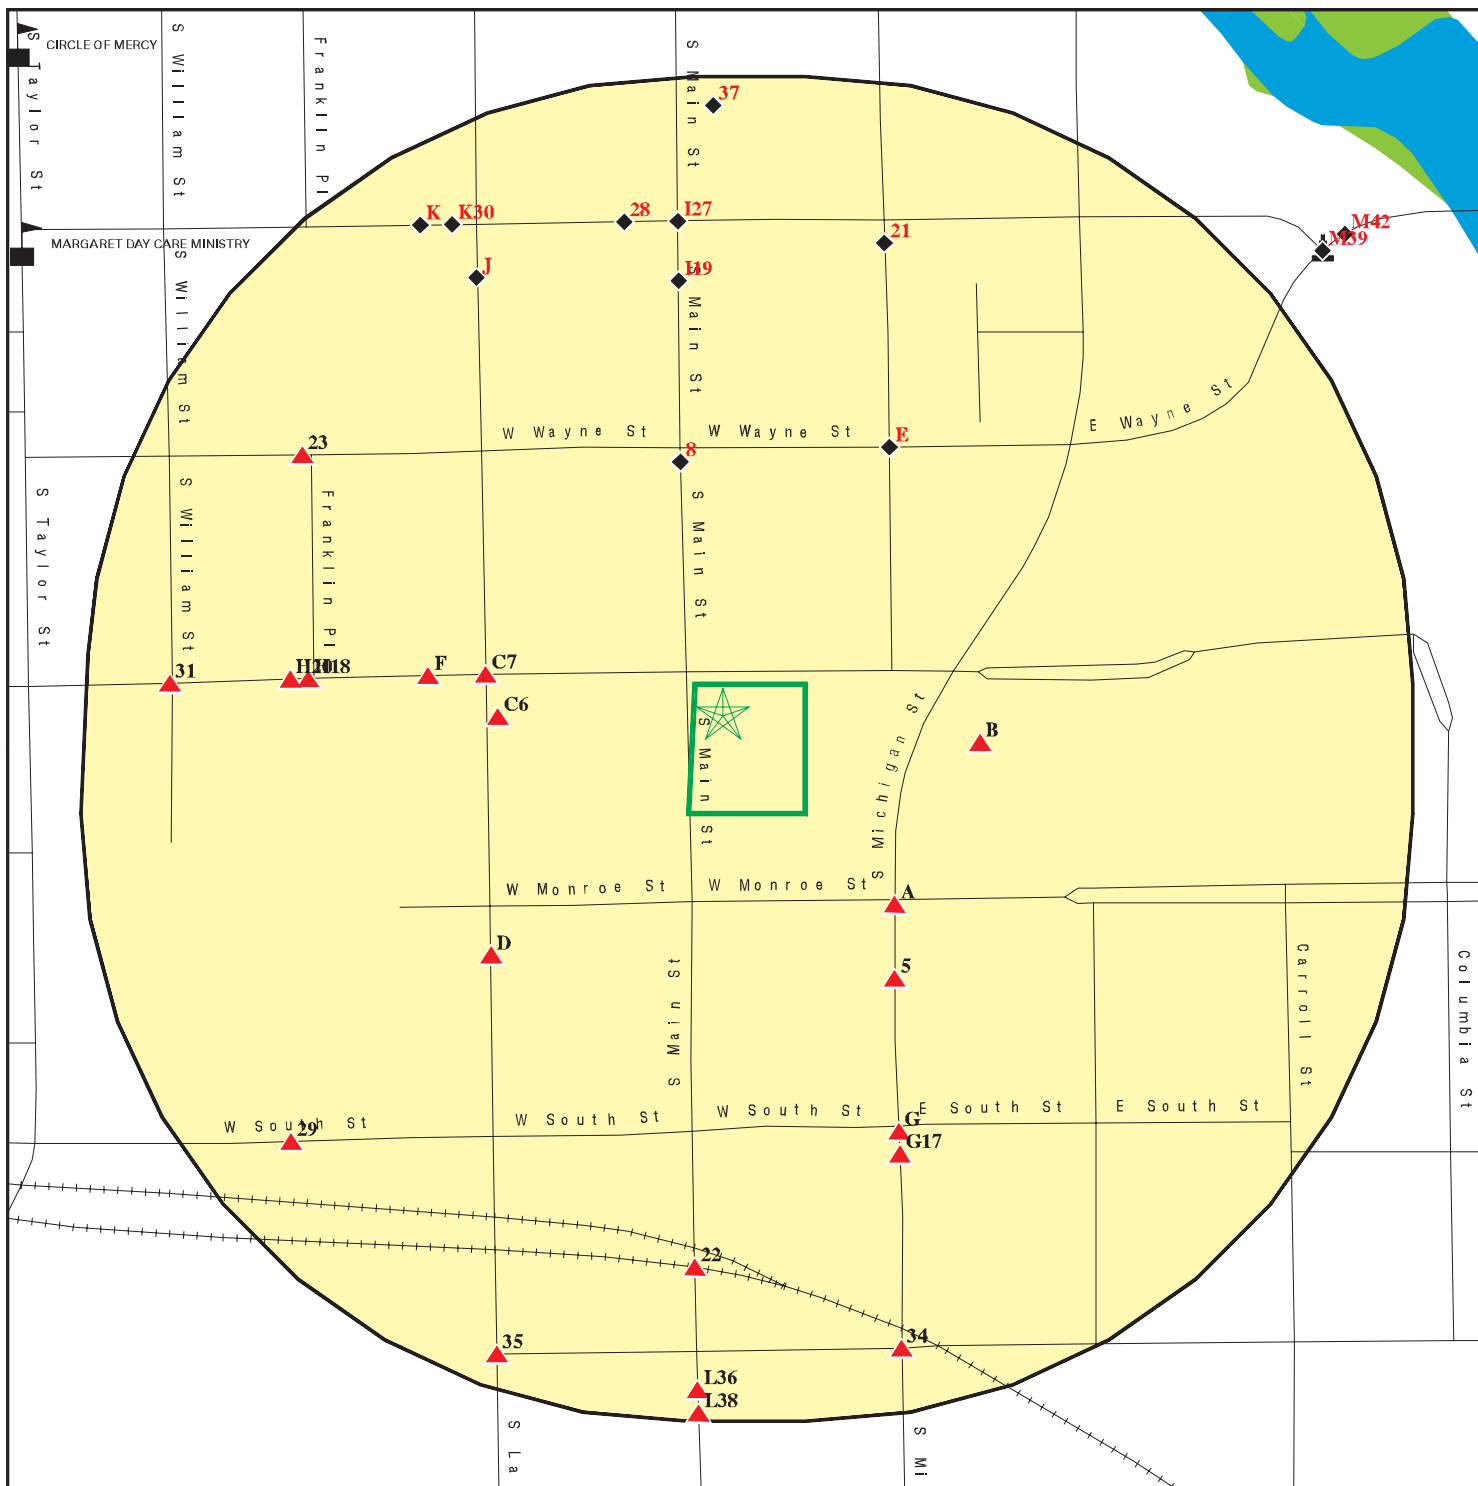 CIRCLE OF MERCY
S Taylor St
S William St
Franklin Pl
S Main St
37
K
K30
28
I27
21
M42
M39
MARGARET DAY CARE MINISTRY
J
I19
S William St
S Main St
E Wayne St
23
W Wayne St
W Wayne St
8
E
S Taylor St
S William St
Franklin Pl
S Main St
31
H20
H18
F
C7
C6
S Main St
S Michigan St
B
W Monroe St
W Monroe St
A
D
5
S Main St
Carroll St
Columbia St
W South St
W South St
W South St
E South St
E South St
29
G
G17
22
35
34
L36
L38
S La
S Mi